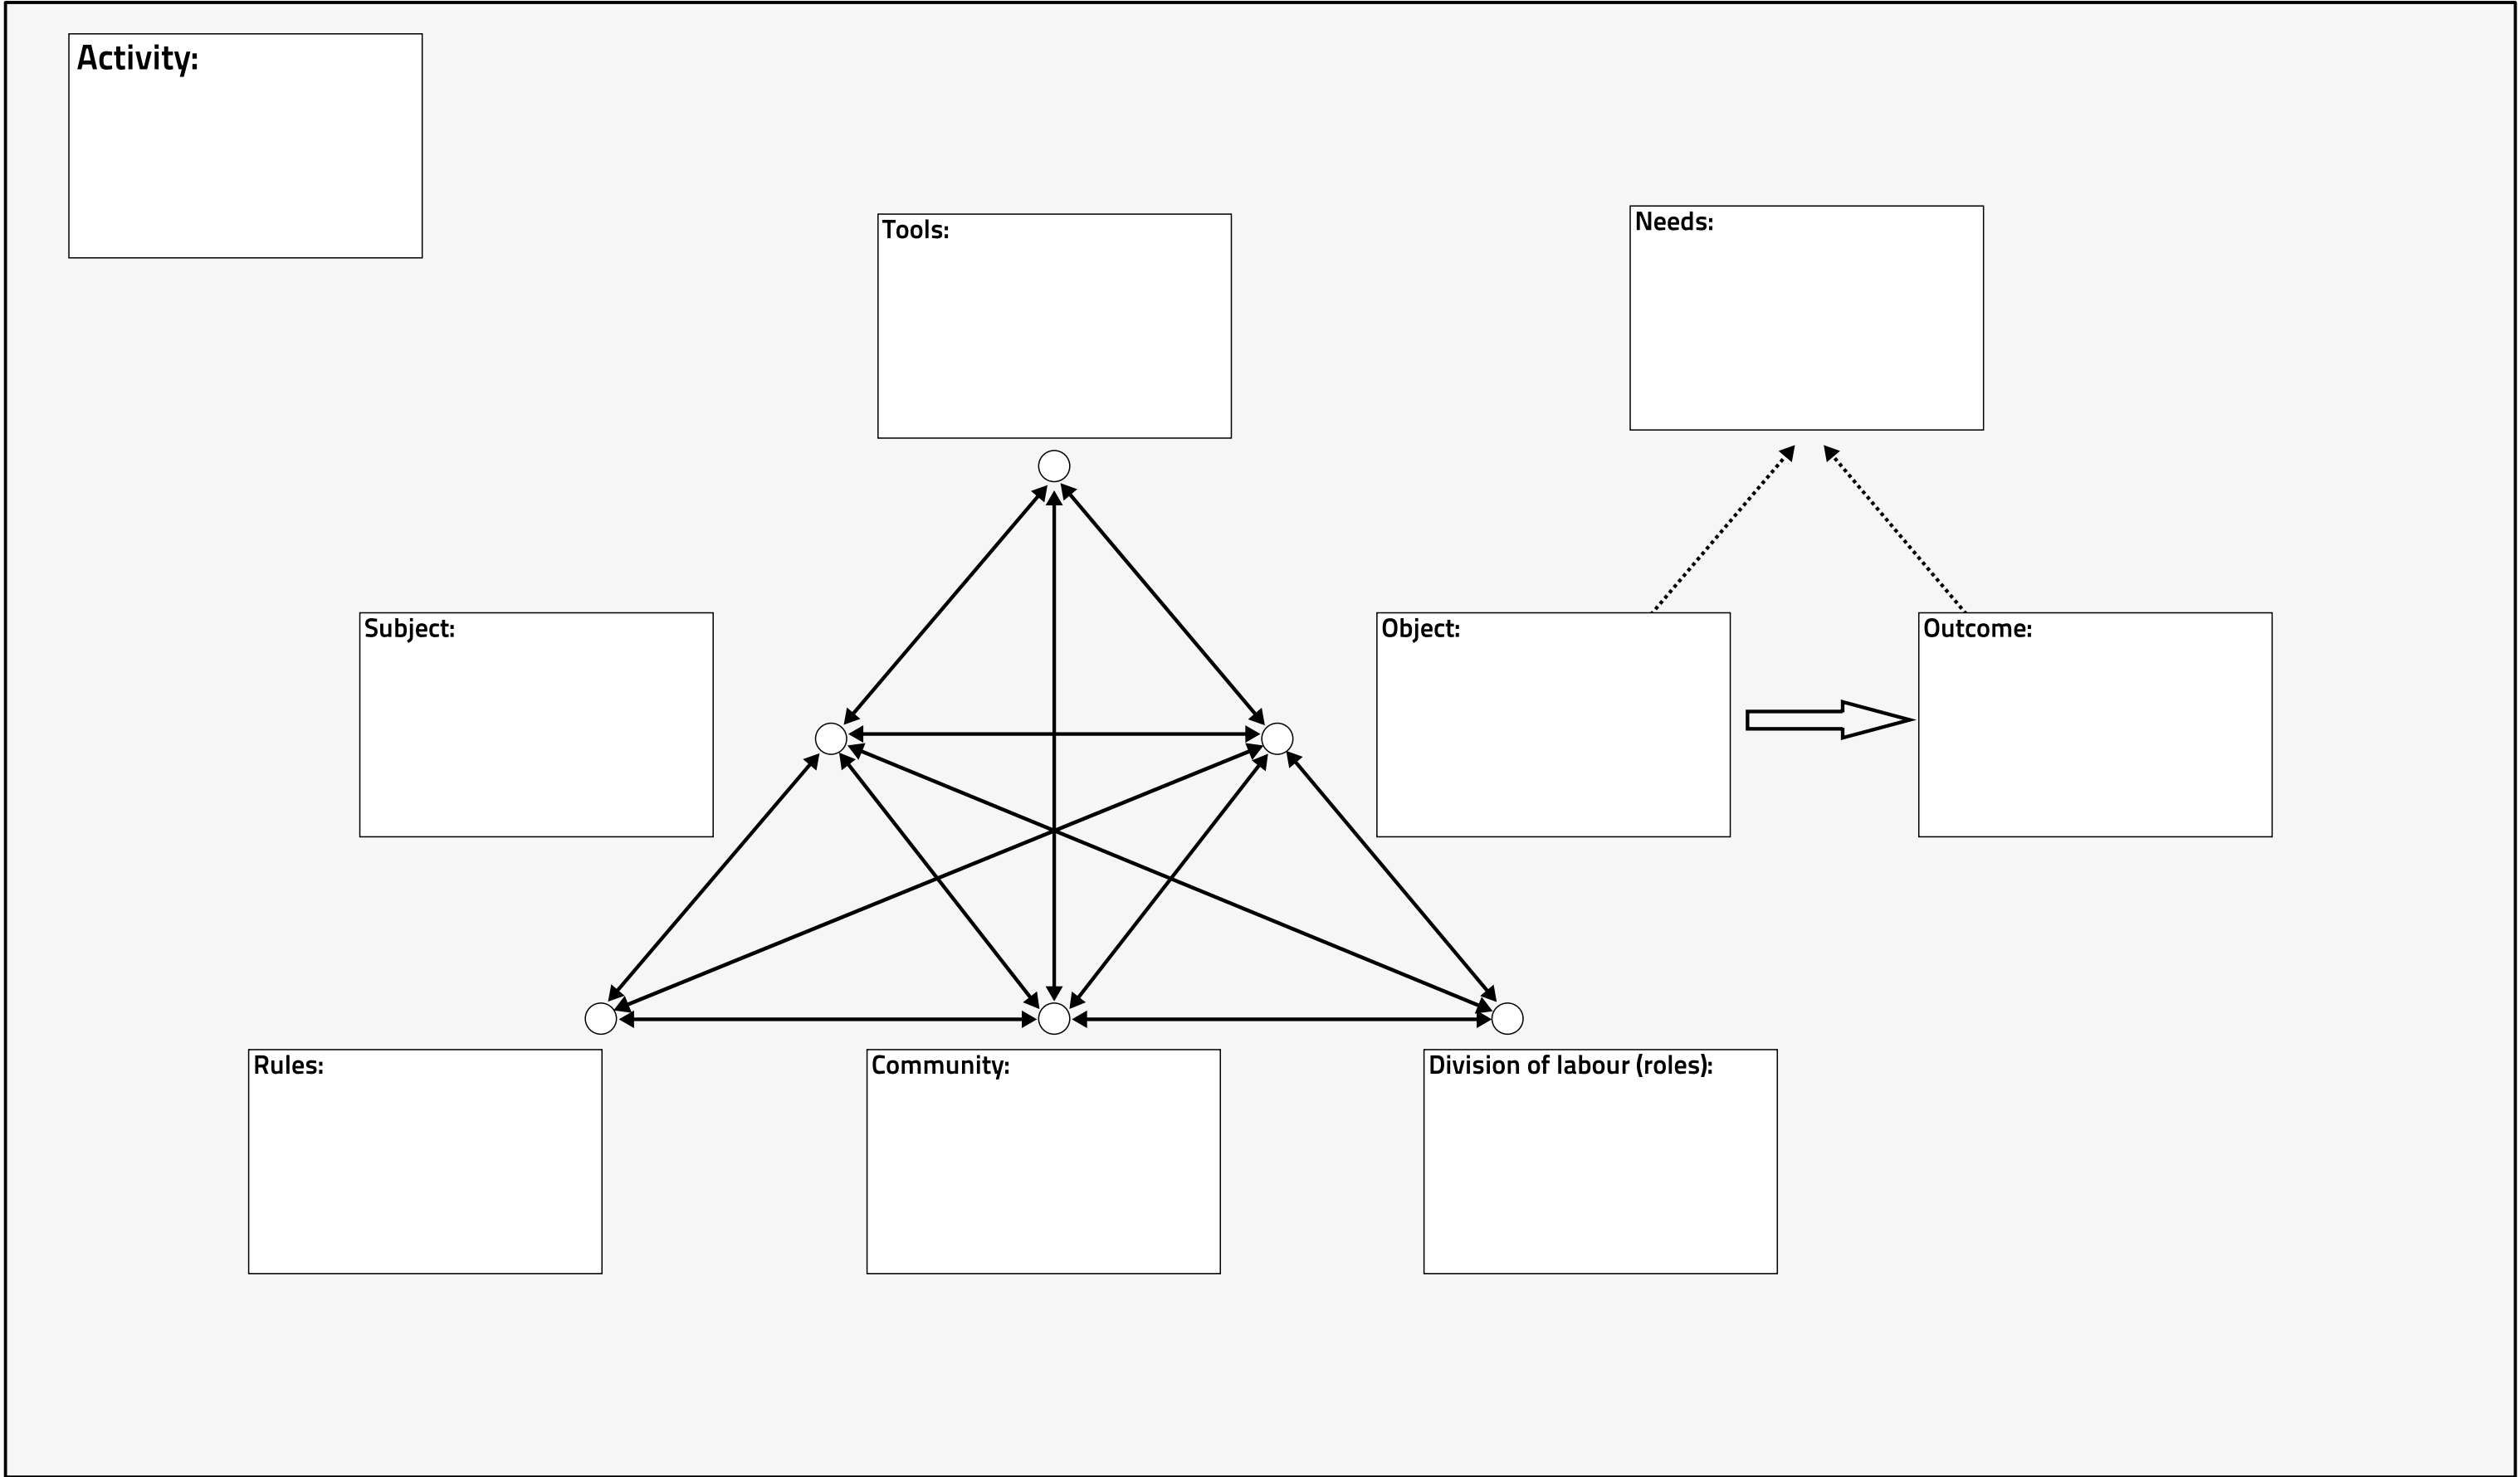 Activity:
Tools:
Needs:
Subject:
Object:
Outcome:
Rules:
Community:
Division of labour (roles):